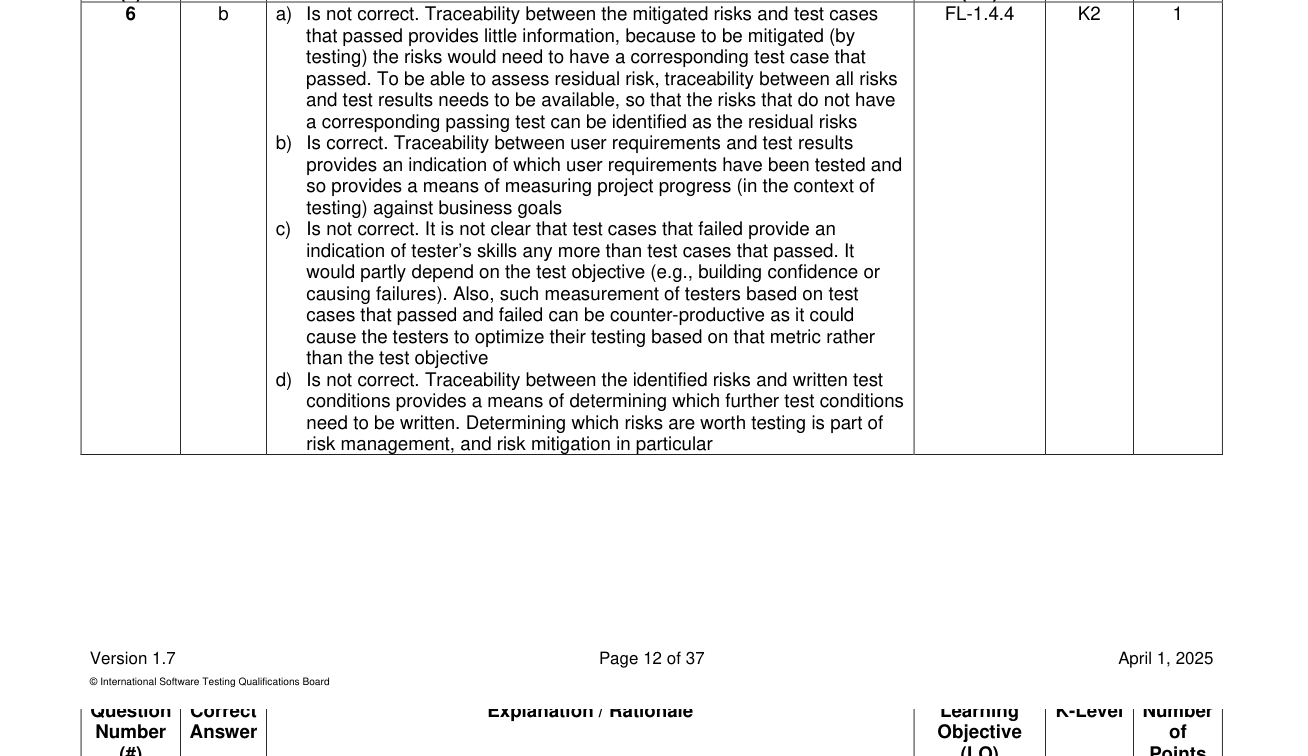 6 b a) Is not correct. Traceability between the mitigated risks and test cases FL-1.4.4 K2 1
that passed provides little information, because to be mitigated (by
testing) the risks would need to have a corresponding test case that
passed. To be able to assess residual risk, traceability between all risks
and test results needs to be available, so that the risks that do not have
a corresponding passing test can be identified as the residual risks
b) Is correct. Traceability between user requirements and test results
provides an indication of which user requirements have been tested and
so provides a means of measuring project progress (in the context of
testing) against business goals
c) Is not correct. It is not clear that test cases that failed provide an
indication of tester’s skills any more than test cases that passed. It
would partly depend on the test objective (e.g., building confidence or
causing failures). Also, such measurement of testers based on test
cases that passed and failed can be counter-productive as it could
cause the testers to optimize their testing based on that metric rather
than the test objective
d) Is not correct. Traceability between the identified risks and written test
conditions provides a means of determining which further test conditions
need to be written. Determining which risks are worth testing is part of
risk management, and risk mitigation in particular
Version 1.7 Page 12 of 37 April 1, 2025
© International Software Testing Qualifications Board
Question Correct Explanation / Rationale Learning K-Level Number
Number Answer Objective of
(#) (LO) Points